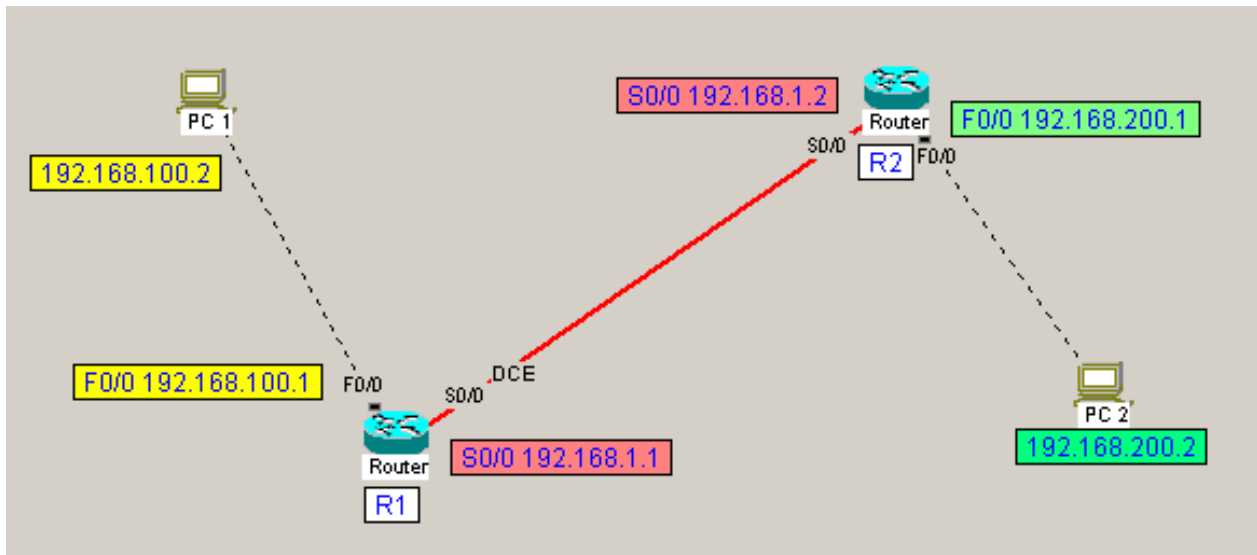 PC 1
192.168.100.2
F0/0 192.168.100.1
F0/0
S0/0
DCE
Router
R1
S0/0 192.168.1.1
S0/0 192.168.1.2
Router
S0/0
R2
F0/0
F0/0 192.168.200.1
PC 2
192.168.200.2